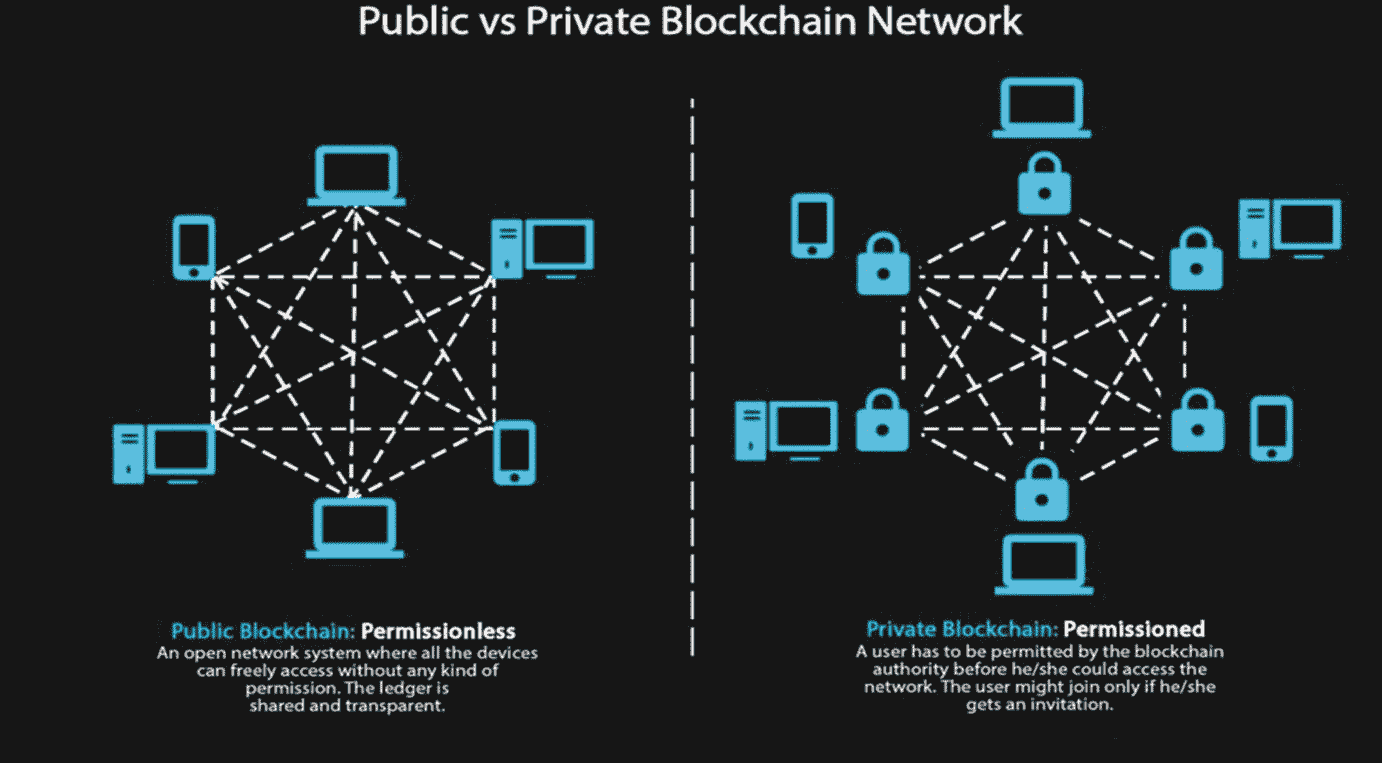 Public vs Private Blockchain Network
Public Blockchain: Permissionless
An open network system where all the devices
can freely access without any kind of
permission. The ledger is
shared and transparent.
Private Blockchain: Permissioned
A user has to be permitted by the blockchain
authority before he/she could access the
network. The user might join only if he/she
gets an invitation.